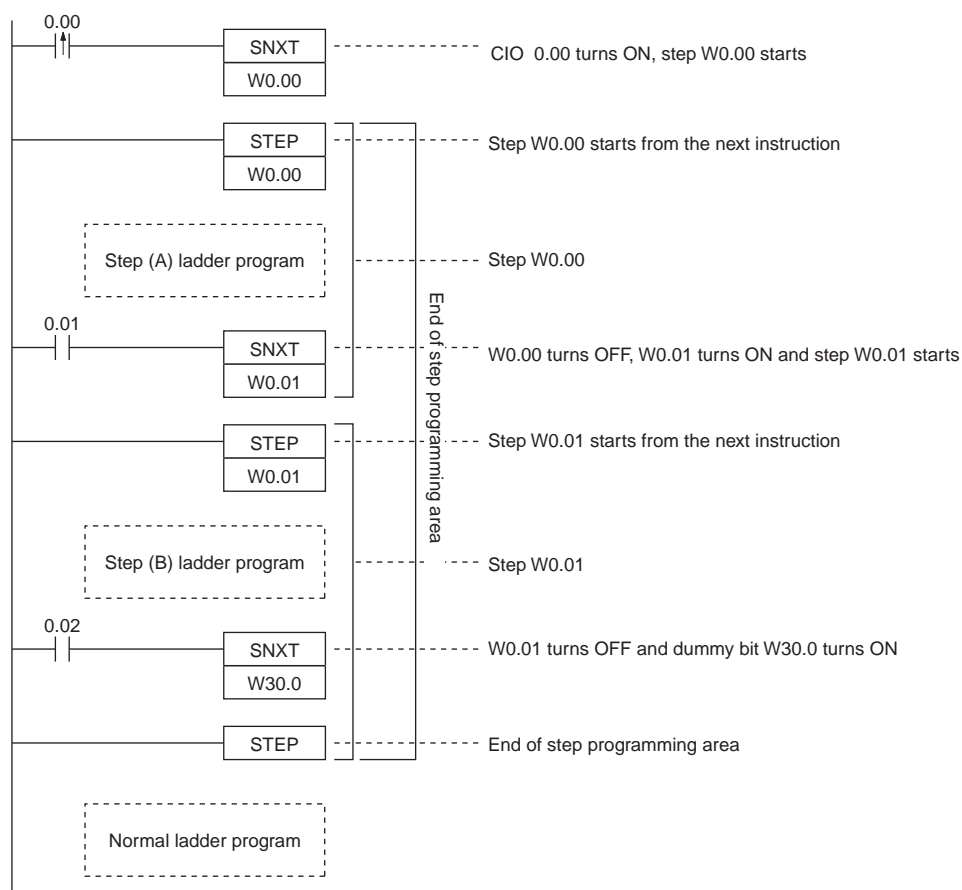 0.00
SNXT
W0.00
CIO 0.00 turns ON, step W0.00 starts
STEP
W0.00
Step W0.00 starts from the next instruction
Step (A) ladder program
Step W0.00
End of step programming area
0.01
SNXT
W0.01
W0.00 turns OFF, W0.01 turns ON and step W0.01 starts
STEP
W0.01
Step W0.01 starts from the next instruction
Step (B) ladder program
Step W0.01
0.02
SNXT
W30.0
W0.01 turns OFF and dummy bit W30.0 turns ON
STEP
End of step programming area
Normal ladder program